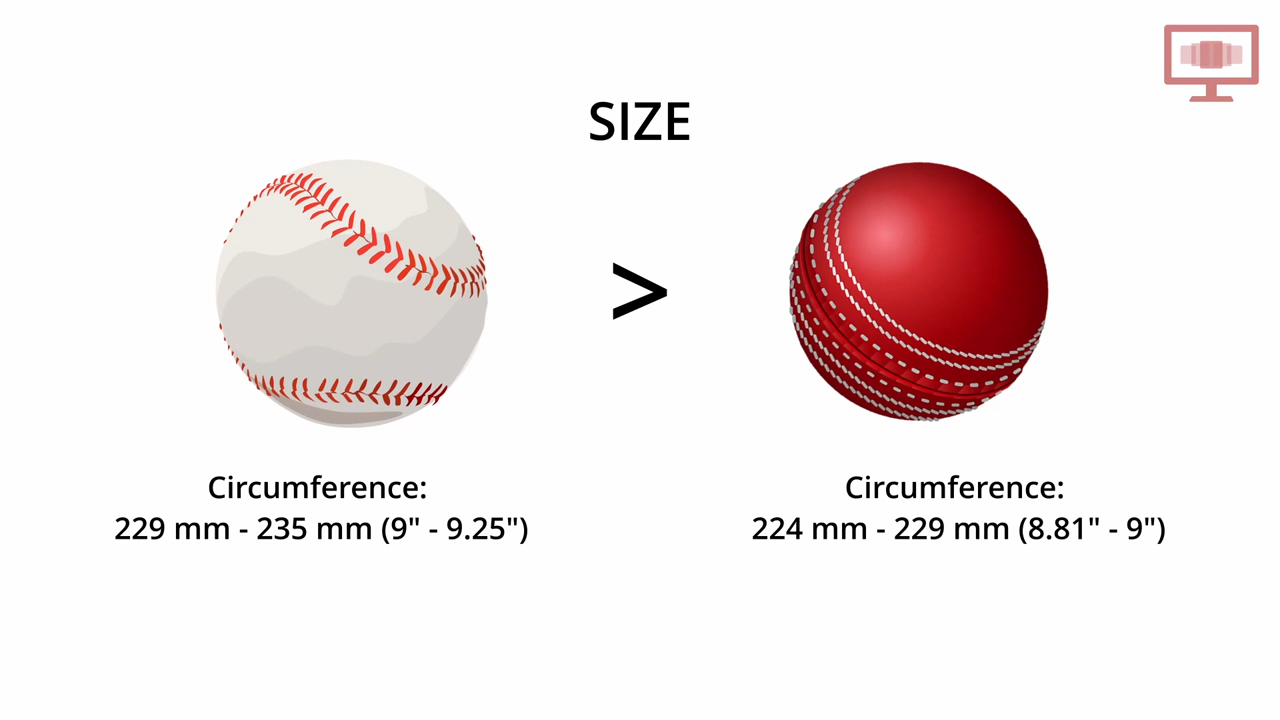 SIZE
>
Circumference:
229 mm - 235 mm (9" - 9.25")
Circumference:
224 mm - 229 mm (8.81" - 9")